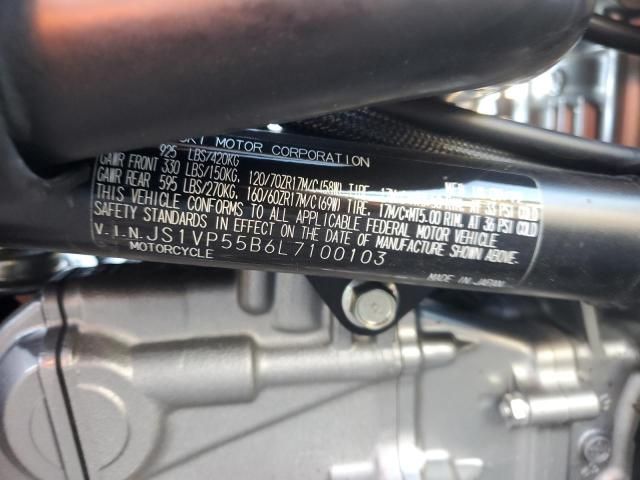 MOTOR CORPORATION
925 LBS/420KG
GAWR FRONT 330 LBS/150KG, 120/70ZR17M/C(58W) TIRE, PSI COLD
GAWR REAR 595 LBS/270KG, 160/60ZR17M/C(69W) TIRE, 17M/C×MT5.00 RIM, AT 36 PSI COLD
THIS VEHICLE CONFORMS TO ALL APPLICABLE FEDERAL MOTOR VEHICLE
SAFETY STANDARDS IN EFFECT ON THE DATE OF MANUFACTURE SHOWN ABOVE.
V.I.N. JS1VP55B6L7100103
MOTORCYCLE
MADE IN JAPAN